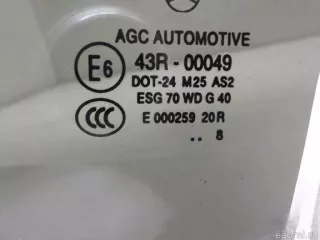 AGC AUTOMOTIVE
E6 43R - 00049
DOT-24 M25 AS2
ESG 70 WD G 40
CCC E 000259 20R
.. 8